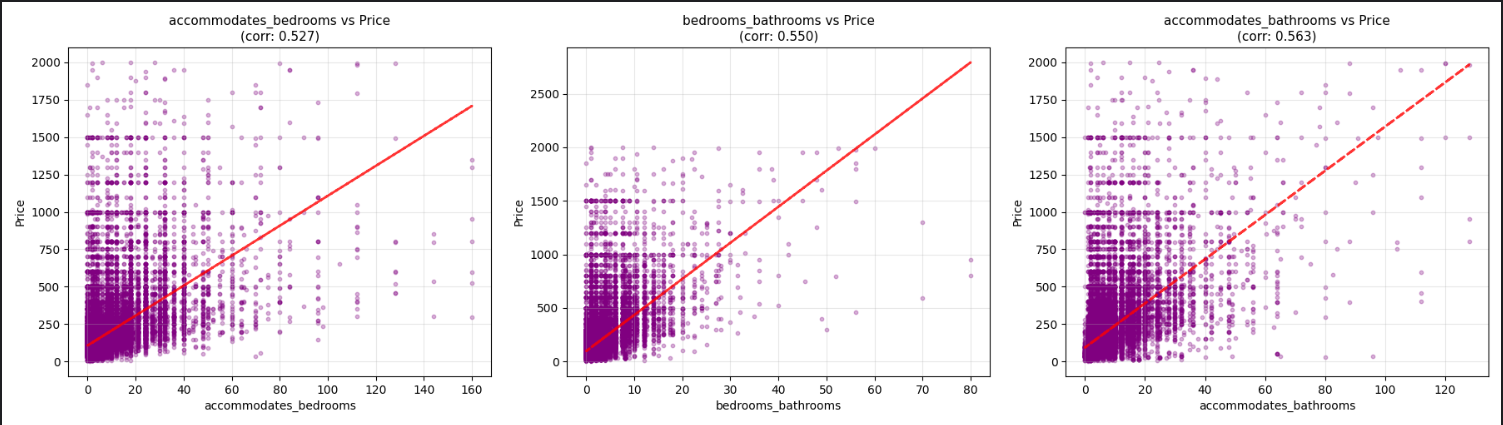 accommodates_bedrooms vs Price
(corr: 0.527)
Price
2000
1750
1500
1250
1000
750
500
250
0
0 20 40 60 80 100 120 140 160
accommodates_bedrooms
bedrooms_bathrooms vs Price
(corr: 0.550)
Price
2500
2000
1500
1000
500
0
0 10 20 30 40 50 60 70 80
bedrooms_bathrooms
accommodates_bathrooms vs Price
(corr: 0.563)
Price
2000
1750
1500
1250
1000
750
500
250
0
0 20 40 60 80 100 120
accommodates_bathrooms